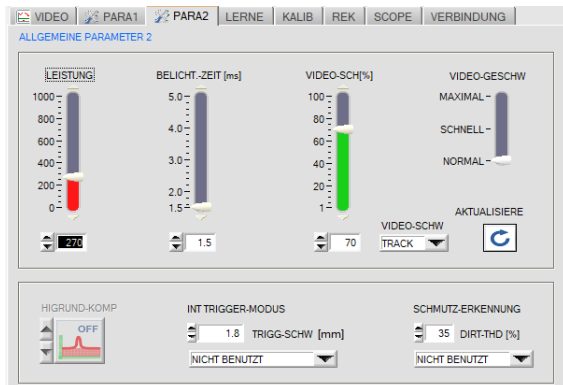 VIDEO PARA1 PARA2 LERNE KALIB REK SCOPE VERBINDUNG
ALLGEMEINE PARAMETER 2
LEISTUNG
1000
800
600
400
200
0
270
BELICHT.-ZEIT [ms]
5.0
4.0
3.0
2.0
1.5
1.5
VIDEO-SCH[%]
100
80
60
40
20
1
70
VIDEO-GESCHW
MAXIMAL
SCHNELL
NORMAL
VIDEO-SCHW
TRACK
AKTUALISIERE
HIGRUND-KOMP
OFF
INT TRIGGER-MODUS
1.8 TRIGG-SCHW [mm]
NICHT BENUTZT
SCHMUTZ-ERKENNUNG
35 DIRT-THD [%]
NICHT BENUTZT